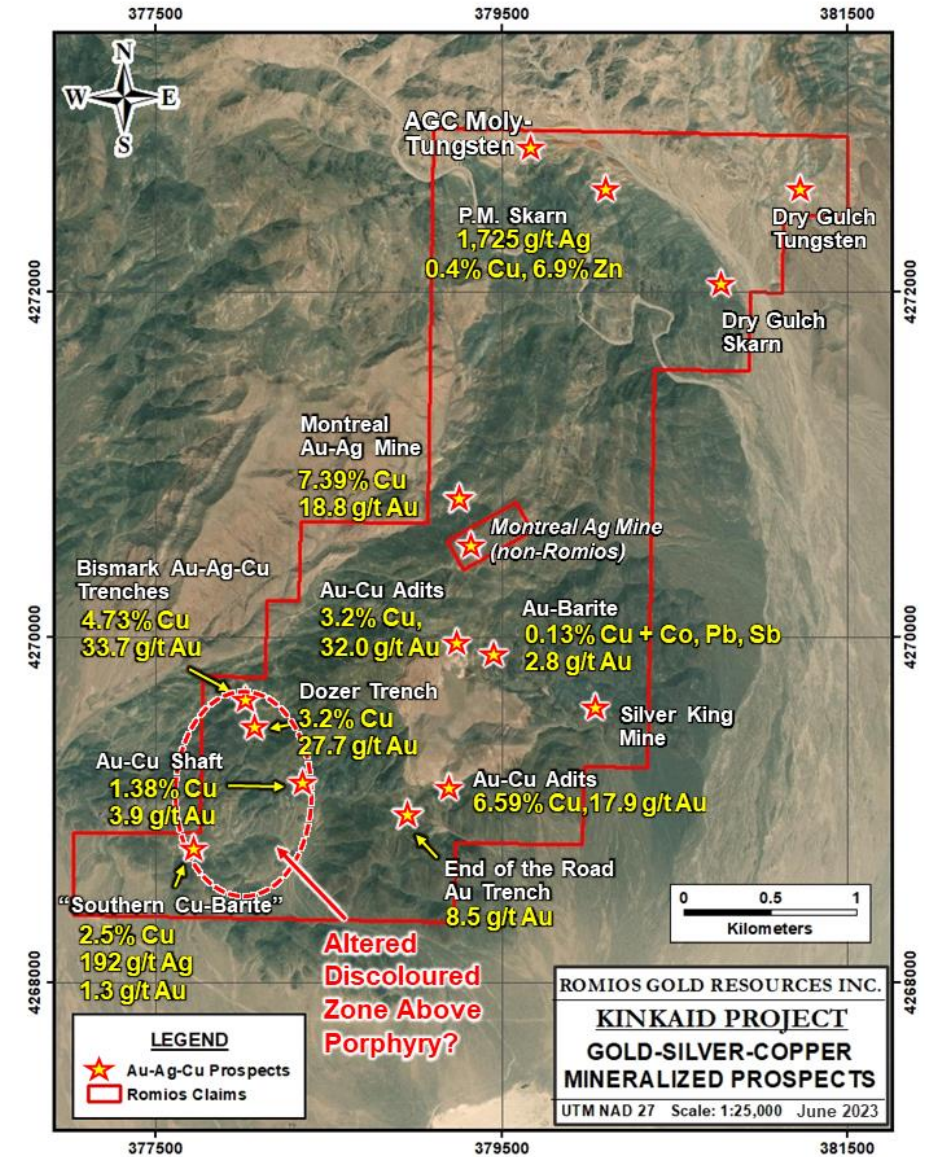 377500
379500
381500
N
W
E
S
AGC Moly-
Tungsten
P.M. Skarn
1,725 g/t Ag
0.4% Cu, 6.9% Zn
Dry Gulch
Tungsten
4272000
4272000
Dry Gulch
Skarn
Montreal
Au-Ag Mine
7.39% Cu
18.8 g/t Au
Montreal Ag Mine
(non-Romios)
Bismark Au-Ag-Cu
Trenches
4.73% Cu
33.7 g/t Au
Au-Cu Adits
3.2% Cu,
32.0 g/t Au
Au-Barite
0.13% Cu + Co, Pb, Sb
2.8 g/t Au
4270000
4270000
Dozer Trench
3.2% Cu
27.7 g/t Au
Silver King
Mine
Au-Cu Shaft
1.38% Cu
3.9 g/t Au
Au-Cu Adits
6.59% Cu,17.9 g/t Au
End of the Road
Au Trench
8.5 g/t Au
“Southern Cu-Barite”
2.5% Cu
192 g/t Ag
1.3 g/t Au
Altered
Discoloured
Zone Above
Porphyry?
0 0.5 1
Kilometers
4268000
4268000
LEGEND
Au-Ag-Cu Prospects
Romios Claims
ROMIOS GOLD RESOURCES INC.
KINKAID PROJECT
GOLD-SILVER-COPPER
MINERALIZED PROSPECTS
UTM NAD 27 Scale: 1:25,000 June 2023
377500
379500
381500